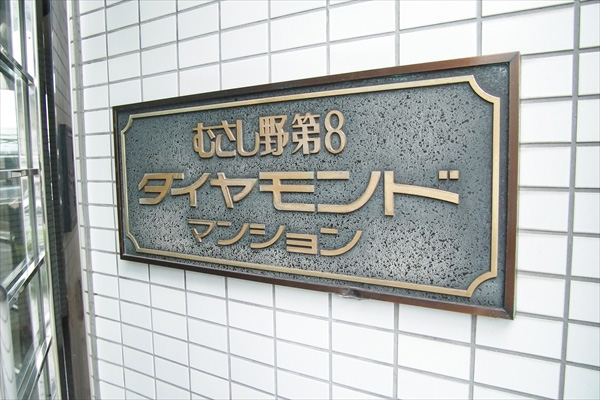 むさし野第8
ダイヤモンド
マンション